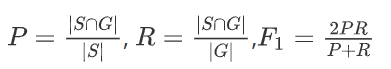 P = |S∩G| / |S|, R = |S∩G| / |G|, F₁ = 2PR / P+R